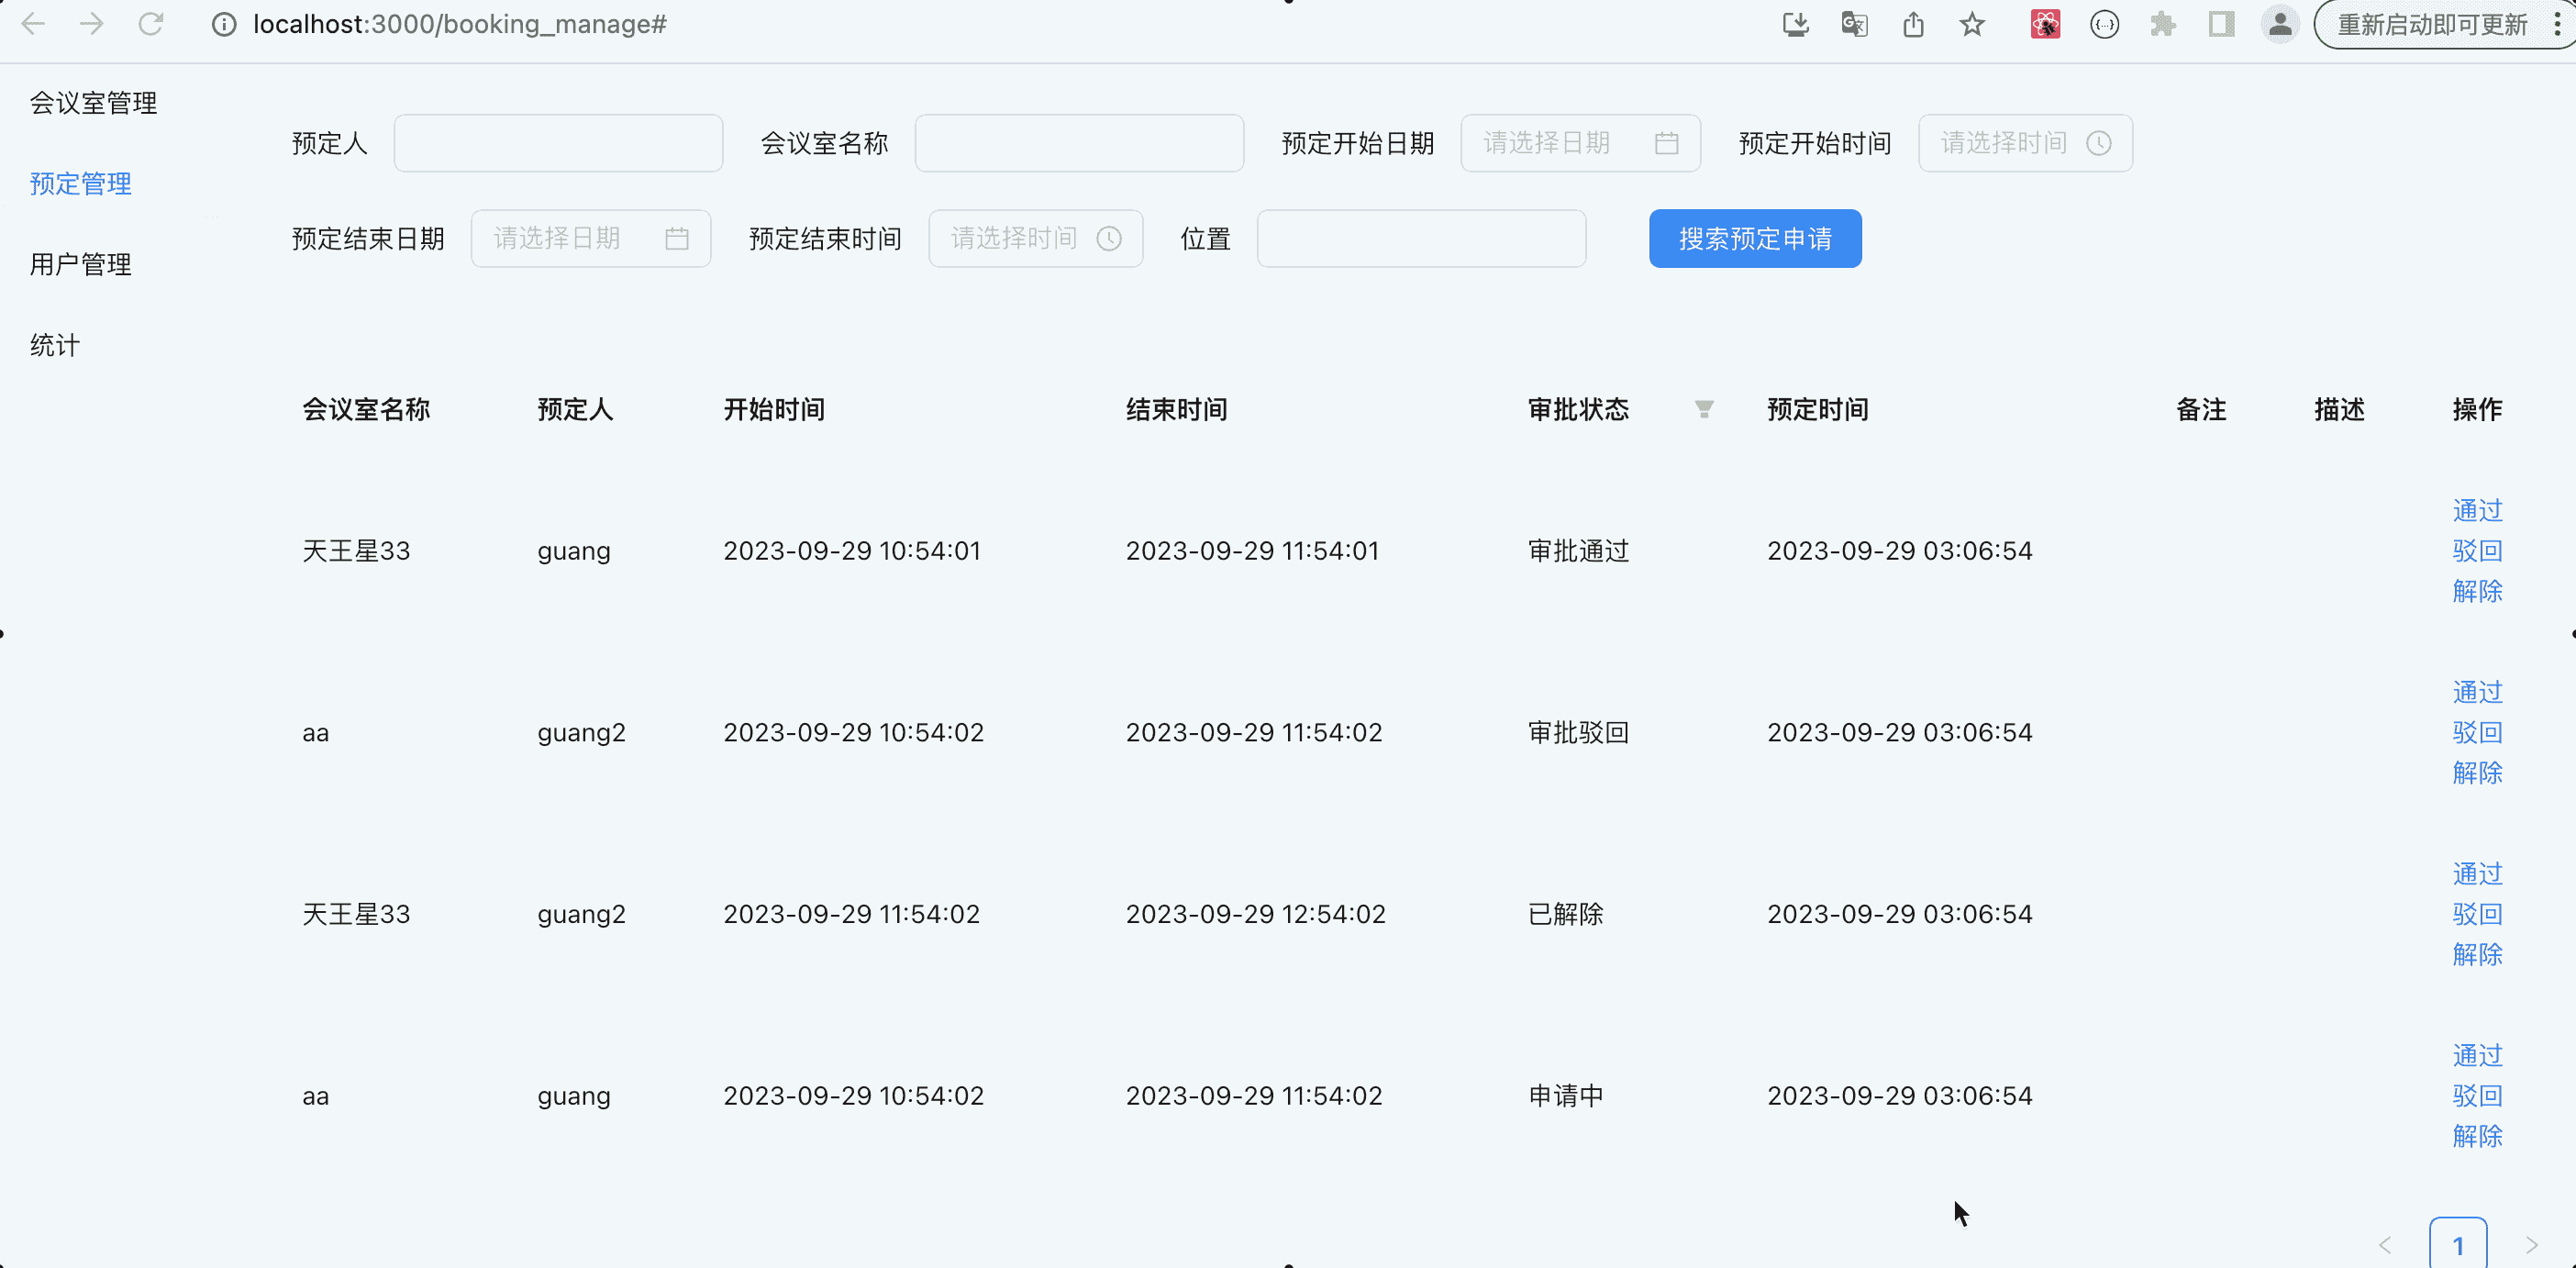 localhost:3000/booking_manage#
重新启动即可更新
会议室管理
预定管理
用户管理
统计
预定人 会议室名称 预定开始日期 请选择日期 预定开始时间 请选择时间
预定结束日期 请选择日期 预定结束时间 请选择时间 位置 搜索预定申请
会议室名称 预定人 开始时间 结束时间 审批状态 预定时间 备注 描述 操作
天王星33 guang 2023-09-29 10:54:01 2023-09-29 11:54:01 审批通过 2023-09-29 03:06:54
通过
驳回
解除
aa guang2 2023-09-29 10:54:02 2023-09-29 11:54:02 审批驳回 2023-09-29 03:06:54
通过
驳回
解除
天王星33 guang2 2023-09-29 11:54:02 2023-09-29 12:54:02 已解除 2023-09-29 03:06:54
通过
驳回
解除
aa guang 2023-09-29 10:54:02 2023-09-29 11:54:02 申请中 2023-09-29 03:06:54
通过
驳回
解除
1